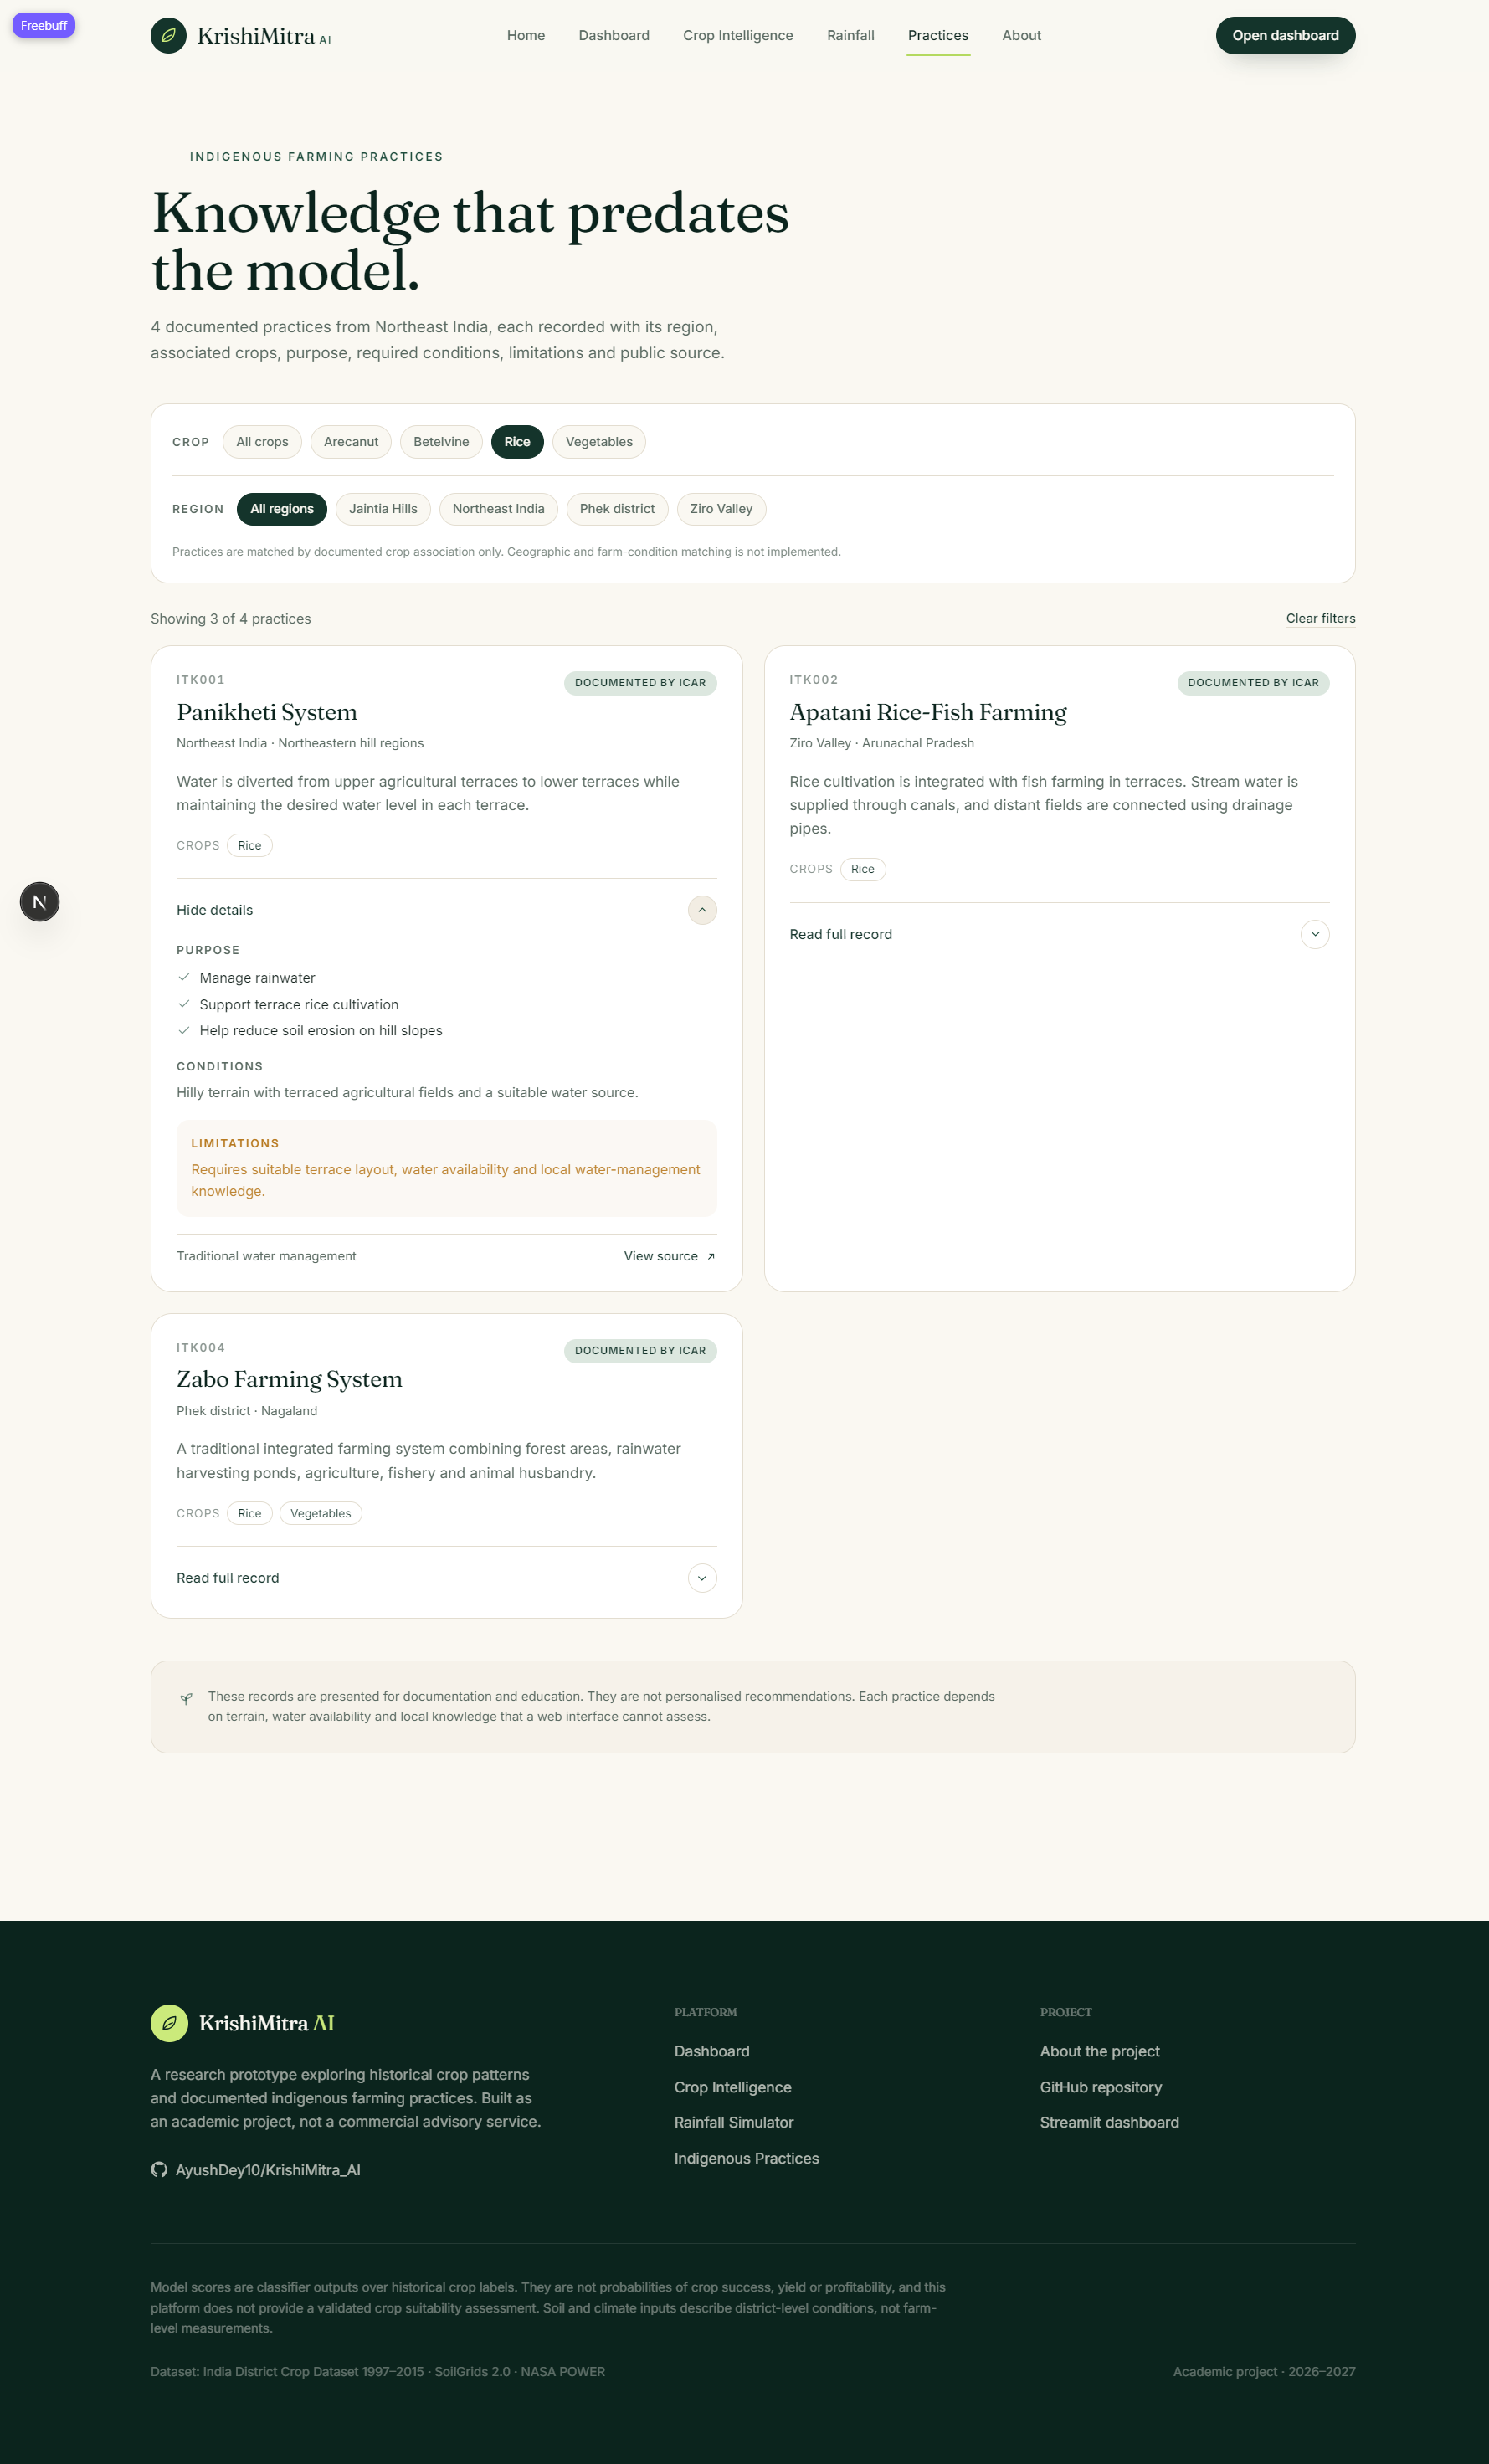 Freebuff
KrishiMitra AI
Home Dashboard Crop Intelligence Rainfall Practices About
Open dashboard
INDIGENOUS FARMING PRACTICES
Knowledge that predates
the model.
4 documented practices from Northeast India, each recorded with its region,
associated crops, purpose, required conditions, limitations and public source.
CROP All crops Arecanut Betelvine Rice Vegetables
REGION All regions Jaintia Hills Northeast India Phek district Ziro Valley
Practices are matched by documented crop association only. Geographic and farm-condition matching is not implemented.
Showing 3 of 4 practices
Clear filters
ITK001
DOCUMENTED BY ICAR
Panikheti System
Northeast India · Northeastern hill regions
Water is diverted from upper agricultural terraces to lower terraces while
maintaining the desired water level in each terrace.
CROPS Rice
Hide details
PURPOSE
Manage rainwater
Support terrace rice cultivation
Help reduce soil erosion on hill slopes
CONDITIONS
Hilly terrain with terraced agricultural fields and a suitable water source.
LIMITATIONS
Requires suitable terrace layout, water availability and local water-management
knowledge.
Traditional water management
View source
ITK002
DOCUMENTED BY ICAR
Apatani Rice-Fish Farming
Ziro Valley · Arunachal Pradesh
Rice cultivation is integrated with fish farming in terraces. Stream water is
supplied through canals, and distant fields are connected using drainage
pipes.
CROPS Rice
Read full record
N
ITK004
DOCUMENTED BY ICAR
Zabo Farming System
Phek district · Nagaland
A traditional integrated farming system combining forest areas, rainwater
harvesting ponds, agriculture, fishery and animal husbandry.
CROPS Rice Vegetables
Read full record
These records are presented for documentation and education. They are not personalised recommendations. Each practice depends
on terrain, water availability and local knowledge that a web interface cannot assess.
KrishiMitra AI
A research prototype exploring historical crop patterns
and documented indigenous farming practices. Built as
an academic project, not a commercial advisory service.
AyushDey10/KrishiMitra_AI
PLATFORM
Dashboard
Crop Intelligence
Rainfall Simulator
Indigenous Practices
PROJECT
About the project
GitHub repository
Streamlit dashboard
Model scores are classifier outputs over historical crop labels. They are not probabilities of crop success, yield or profitability, and this
platform does not provide a validated crop suitability assessment. Soil and climate inputs describe district-level conditions, not farm-
level measurements.
Dataset: India District Crop Dataset 1997–2015 · SoilGrids 2.0 · NASA POWER
Academic project · 2026–2027